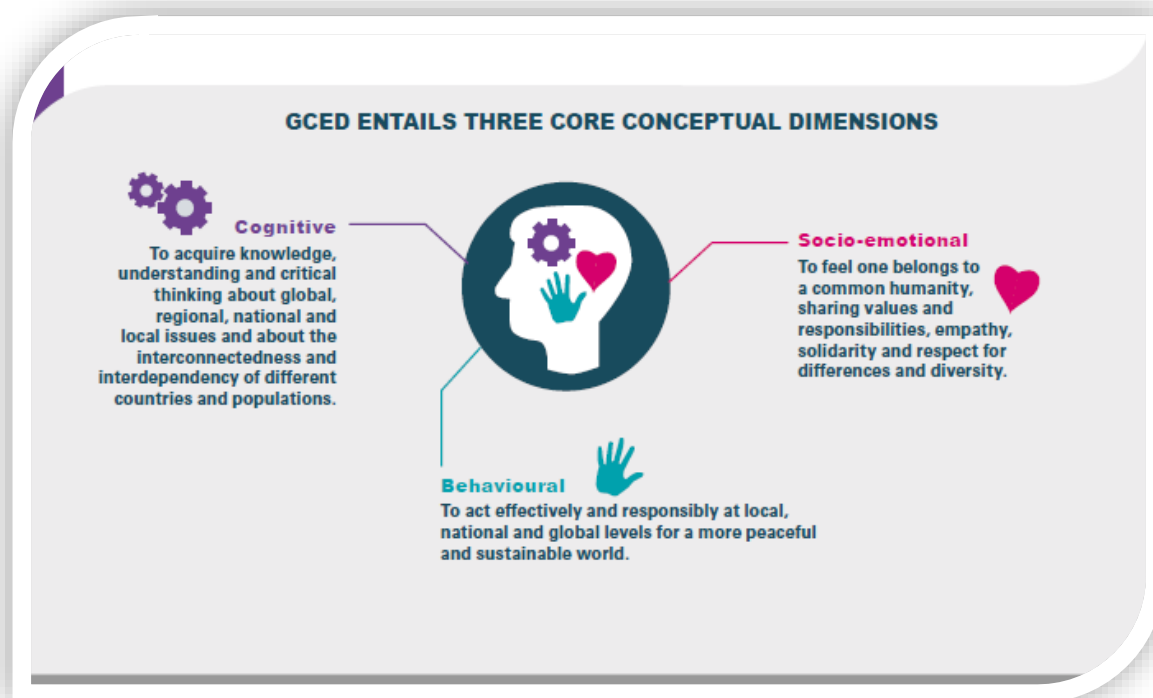 GCED ENTAILS THREE CORE CONCEPTUAL DIMENSIONS
Cognitive
To acquire knowledge,
understanding and critical
thinking about global,
regional, national and
local issues and about the
interconnectedness and
interdependency of different
countries and populations.
Socio-emotional
To feel one belongs to
a common humanity,
sharing values and
responsibilities, empathy,
solidarity and respect for
differences and diversity.
Behavioural
To act effectively and responsibly at local,
national and global levels for a more peaceful
and sustainable world.